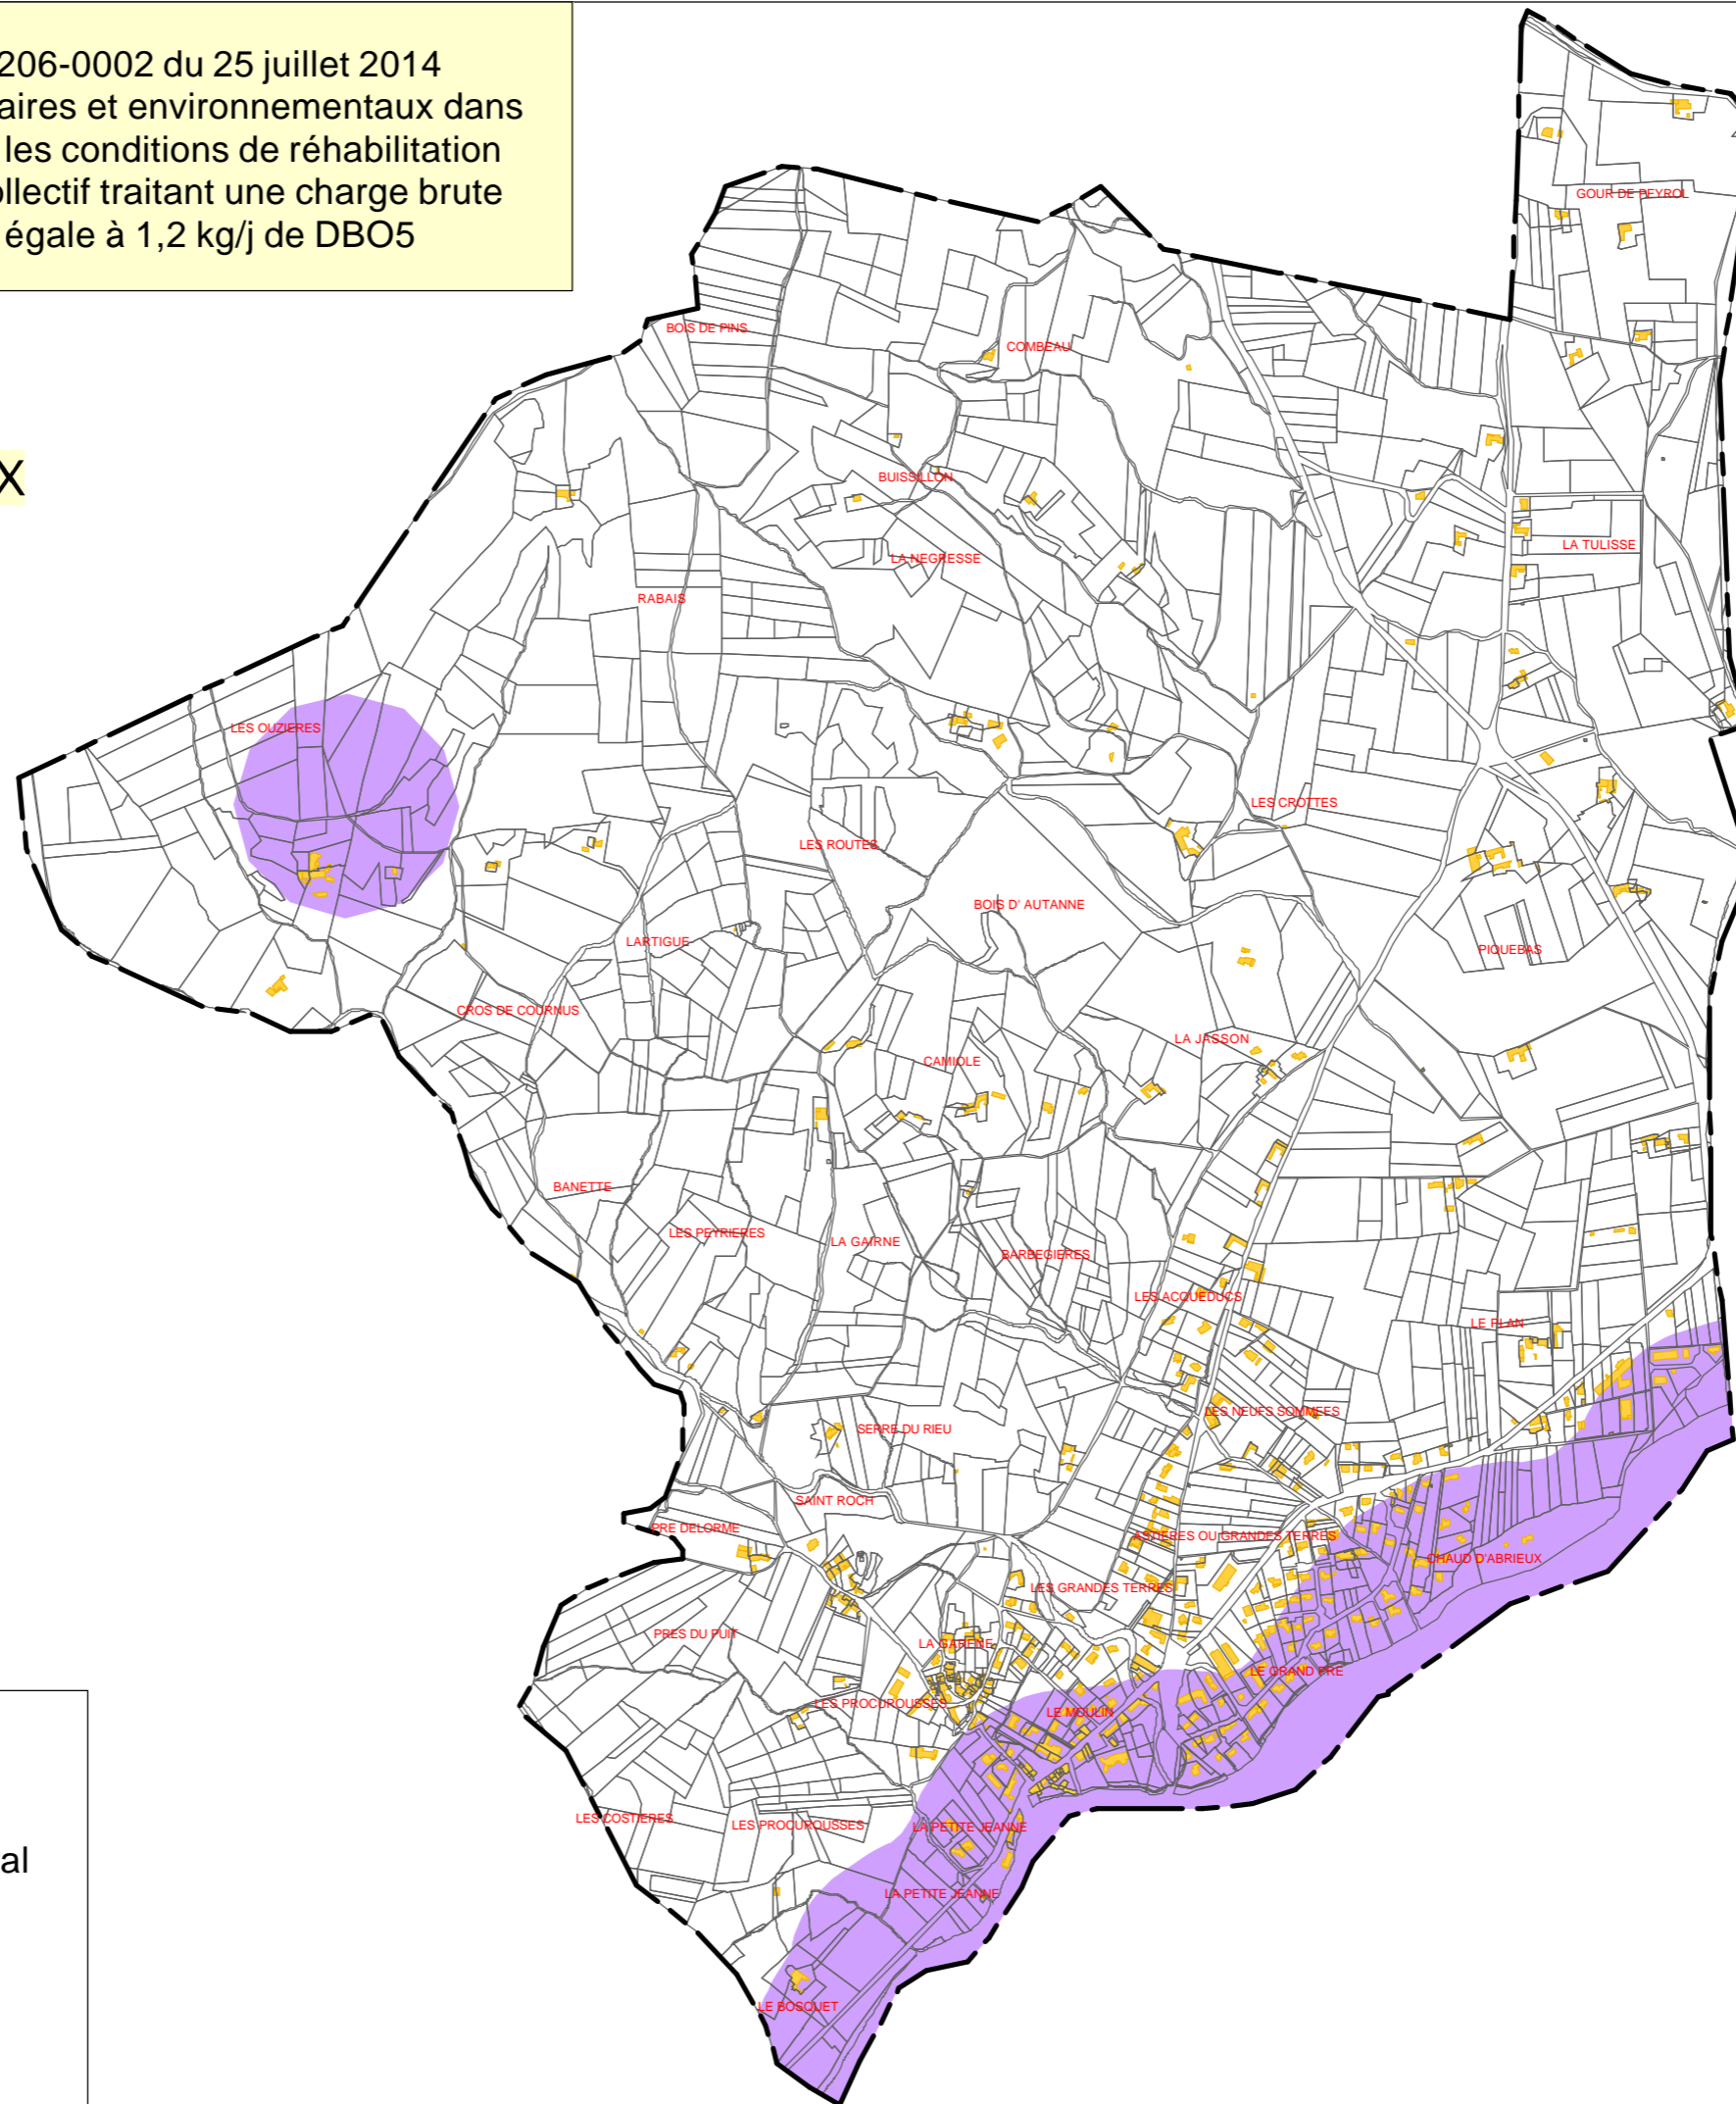 206-0002 du 25 juillet 2014
aires et environnementaux dans
les conditions de réhabilitation
ollectif traitant une charge brute
égale à 1,2 kg/j de DBO5
X
GOUR DE PEYROL
BOIS DE PINS
COMBEAU
BUISSILLON
LA NEGRESSE
LA TULISSE
RABAIS
LES OUZIERES
LES CROTTES
LES ROUTES
BOIS D' AUTANNE
LARTIGUE
PIQUEBAS
CROS DE COURNUS
LA JASSON
CAMIOLE
BANETTE
LES PEYRIERES
LA GAIRNE
BARBEGIERES
LES ACQUEDUCS
LE PLAN
LES NEUFS SOMMEES
SERRE DU RIEU
SAINT ROCH
PRE DELORME
ASTIERES OU GRANDES TERRES
CHAUD D'ABRIEUX
LES GRANDES TERRES
PRES DU PUIT
LA GARENE
LE GRAND PRE
LES PROCUROUSSES
LE MOULIN
LES COSTIERES
LES PROCUROUSSES
LA PETITE JEANNE
al
LA PETITE JEANNE
LE BOSQUET